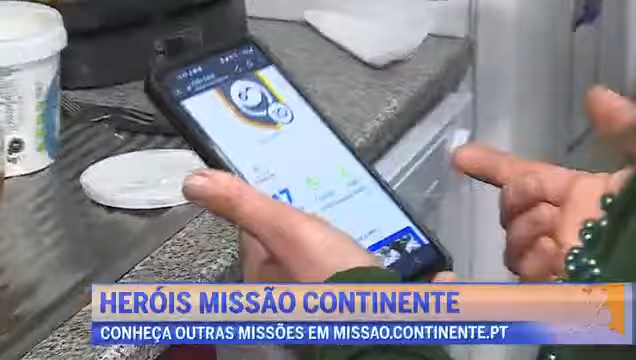 HERÓIS MISSÃO CONTINENTE
CONHEÇA OUTRAS MISSÕES EM MISSAO.CONTINENTE.PT